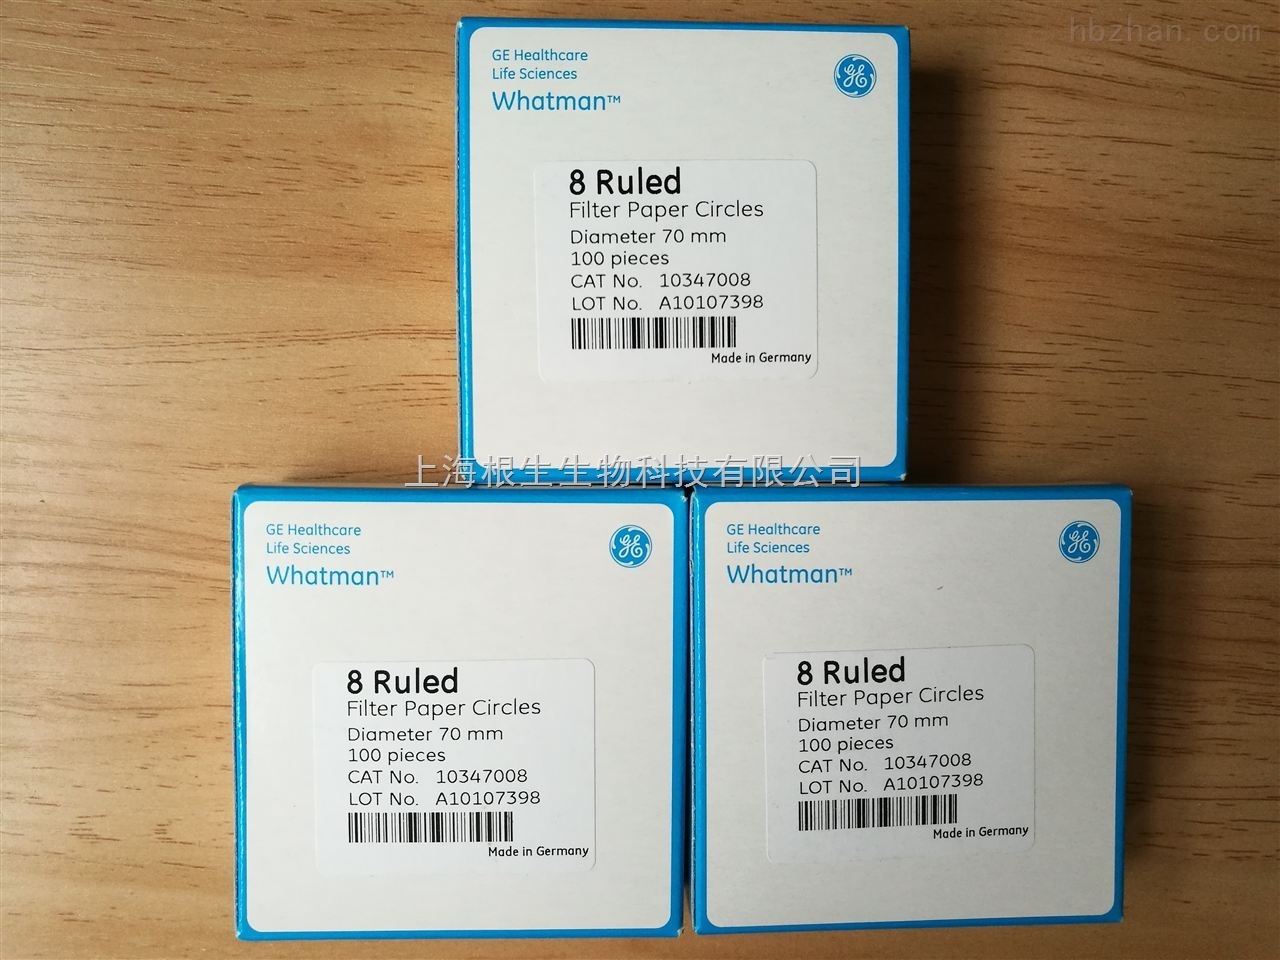 hbzhan.com
GE Healthcare
Life Sciences
Whatman™
GE
8 Ruled
Filter Paper Circles
Diameter 70 mm
100 pieces
CAT No. 10347008
LOT No. A10107398
Made in Germany
上海根生生物科技有限公司
GE Healthcare
Life Sciences
Whatman™
GE
8 Ruled
Filter Paper Circles
Diameter 70 mm
100 pieces
CAT No. 10347008
LOT No. A10107398
Made in Germany
GE Healthcare
Life Sciences
Whatman™
GE
8 Ruled
Filter Paper Circles
Diameter 70 mm
100 pieces
CAT No. 10347008
LOT No. A10107398
Made in Germany